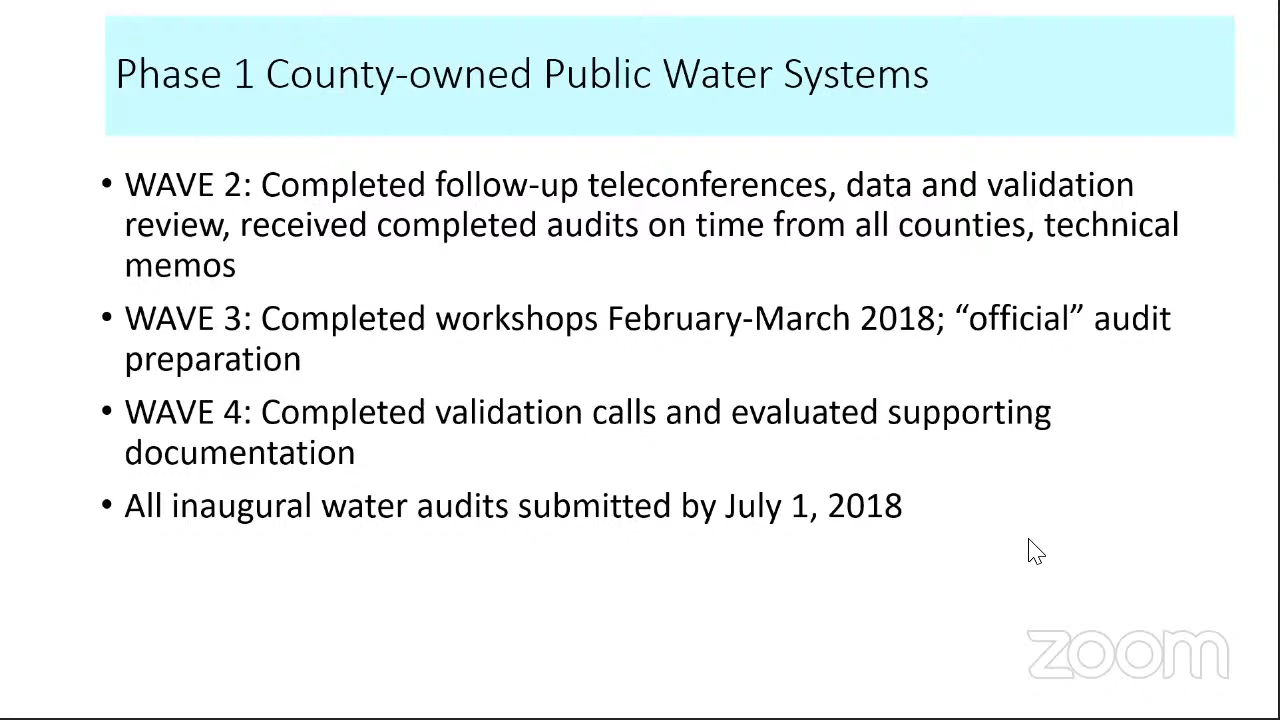 Phase 1 County-owned Public Water Systems
• WAVE 2: Completed follow-up teleconferences, data and validation
review, received completed audits on time from all counties, technical
memos
• WAVE 3: Completed workshops February-March 2018; “official” audit
preparation
• WAVE 4: Completed validation calls and evaluated supporting
documentation
• All inaugural water audits submitted by July 1, 2018
zoom